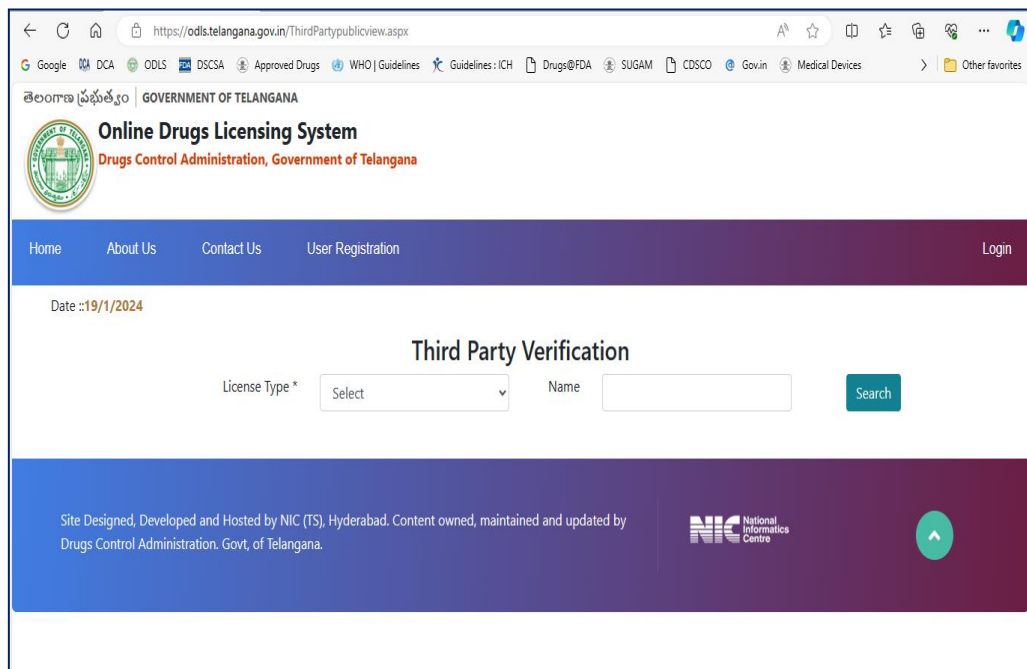 https://odls.telangana.gov.in/ThirdPartypublicview.aspx
Google DCA ODLS DSCSA Approved Drugs WHO | Guidelines Guidelines : ICH Drugs@FDA SUGAM CDSCO Gov.in Medical Devices Other favorites
తెలంగాణ ప్రభుత్వం GOVERNMENT OF TELANGANA
Online Drugs Licensing System
Drugs Control Administration, Government of Telangana
Home About Us Contact Us User Registration Login
Date ::19/1/2024
Third Party Verification
License Type * Select Name Search
Site Designed, Developed and Hosted by NIC (TS), Hyderabad. Content owned, maintained and updated by
Drugs Control Administration. Govt, of Telangana.
NIC National
Informatics
Centre